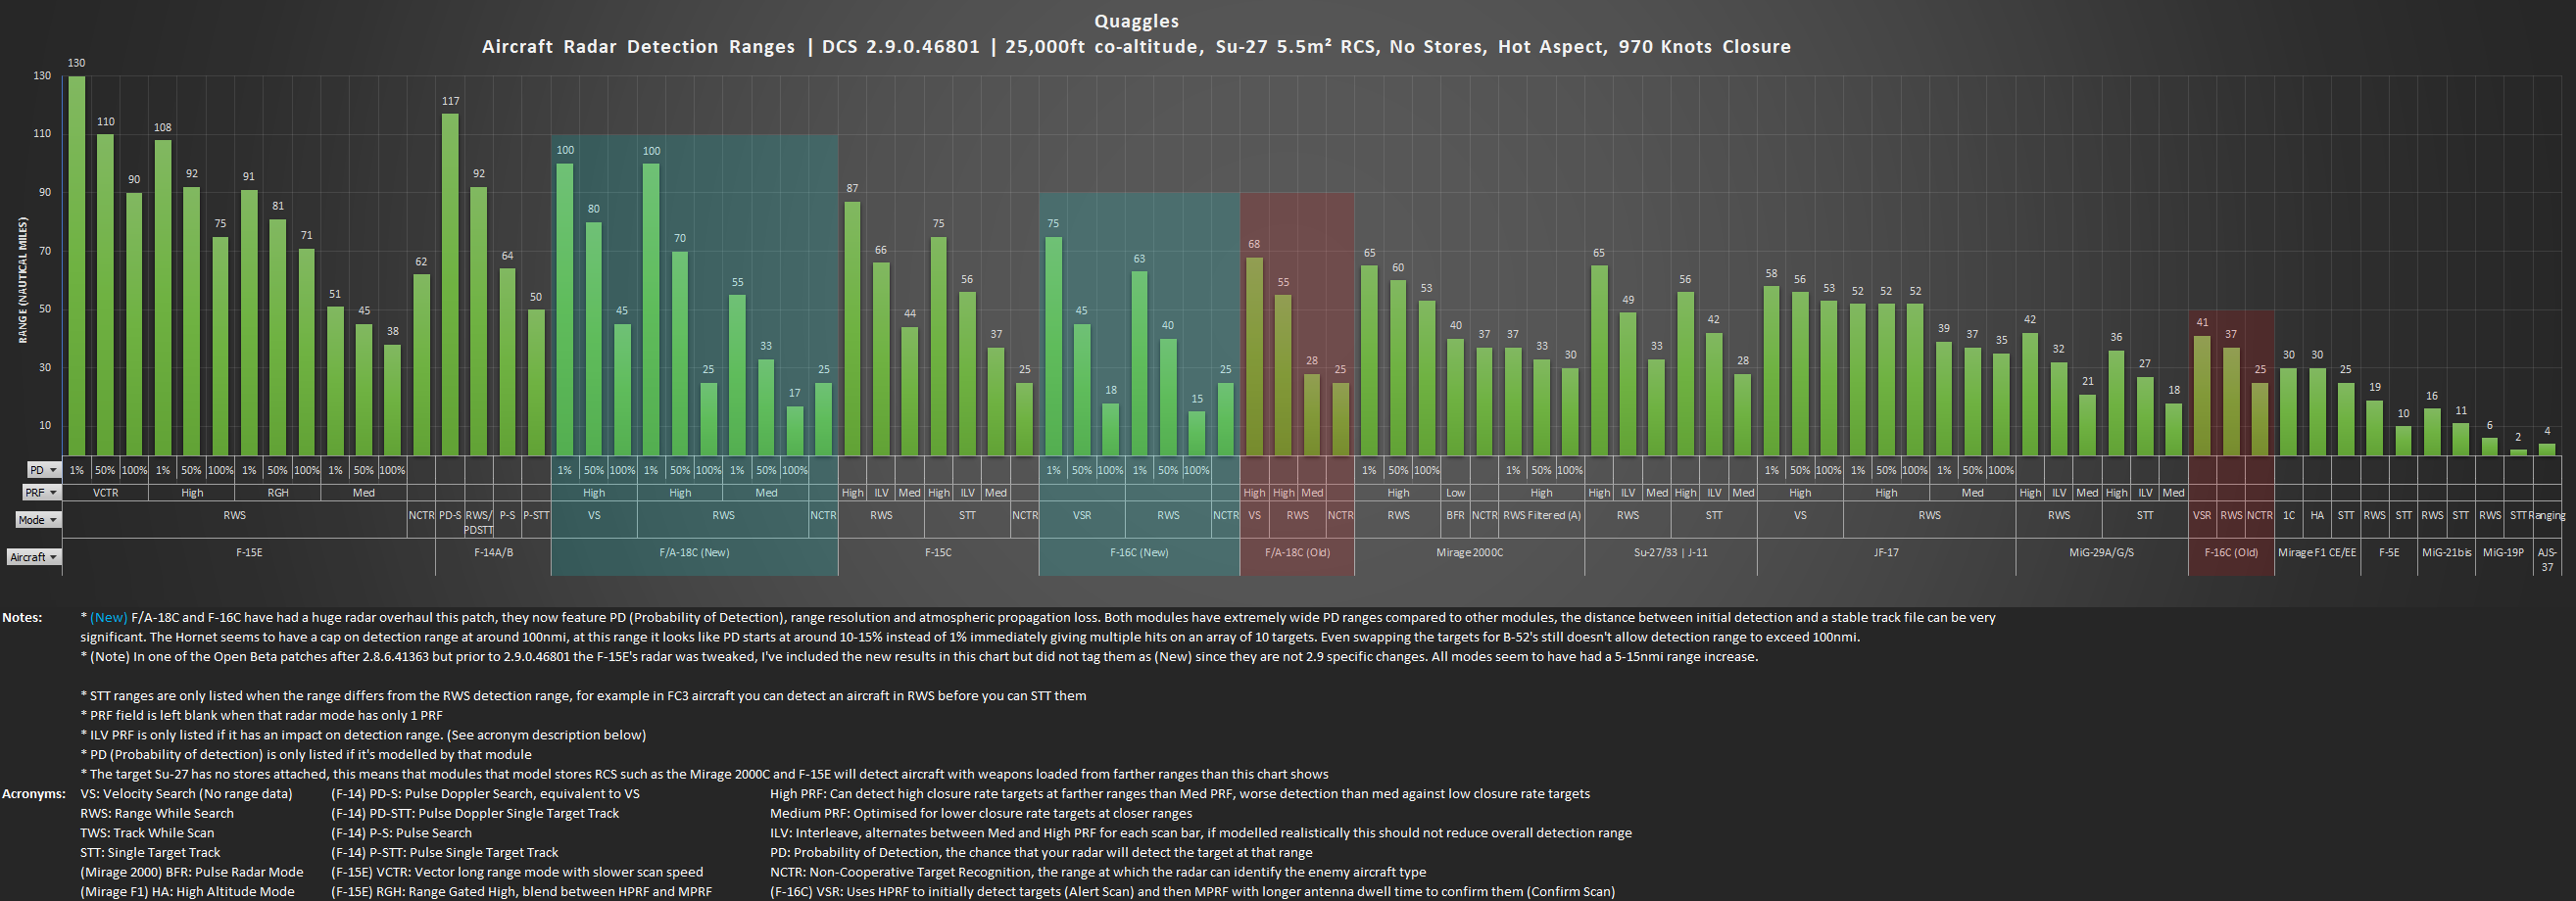 Quaggles
Aircraft Radar Detection Ranges | DCS 2.9.0.46801 | 25,000ft co-altitude, Su-27 5.5m² RCS, No Stores, Hot Aspect, 970 Knots Closure
RANGE (NAUTICAL MILES)
130
110
90
70
50
30
10
130 110 90 108 92 75 91 81 71 51 45 38 62 117 92 64 50 100 80 45 100 70 25 55 33 17 25 87 66 44 75 56 37 25 75 45 18 63 40 15 25 68 55 28 25 65 60 53 40 37 37 33 30 65 49 33 56 42 28 58 56 53 52 52 52 39 37 35 42 32 21 36 27 18 41 37 25 30 30 25 19 10 16 11 6 2 4
PD 1% 50% 100% 1% 50% 100% 1% 50% 100% 1% 50% 100% 1% 50% 100% 1% 50% 100% 1% 50% 100% 1% 50% 100% 1% 50% 100% 1% 50% 100% 1% 50% 100% 1% 50% 100% 1% 50% 100% 1% 50% 100%
PRF VCTR High RGH Med High High Med High ILV Med High ILV Med High High Med High Low High High ILV Med High ILV Med High High Med High ILV Med High ILV Med
Mode RWS NCTR PD-S RWS/ PDSTT P-S P-STT VS RWS NCTR RWS STT NCTR VSR RWS NCTR VS RWS NCTR RWS BFR NCTR RWS Filtered (A) RWS STT VS RWS RWS STT VSR RWS NCTR 1C HA STT RWS STT RWS STT RWS STT Ranging
Aircraft F-15E F-14A/B F/A-18C (New) F-15C F-16C (New) F/A-18C (Old) Mirage 2000C Su-27/33 | J-11 JF-17 MiG-29A/G/S F-16C (Old) Mirage F1 CE/EE F-5E MiG-21bis MiG-19P AJS-37
Notes: * (New) F/A-18C and F-16C have had a huge radar overhaul this patch, they now feature PD (Probability of Detection), range resolution and atmospheric propagation loss. Both modules have extremely wide PD ranges compared to other modules, the distance between initial detection and a stable track file can be very
significant. The Hornet seems to have a cap on detection range at around 100nmi, at this range it looks like PD starts at around 10-15% instead of 1% immediately giving multiple hits on an array of 10 targets. Even swapping the targets for B-52's still doesn't allow detection range to exceed 100nmi.
* (Note) In one of the Open Beta patches after 2.8.6.41363 but prior to 2.9.0.46801 the F-15E's radar was tweaked, I've included the new results in this chart but did not tag them as (New) since they are not 2.9 specific changes. All modes seem to have had a 5-15nmi range increase.
* STT ranges are only listed when the range differs from the RWS detection range, for example in FC3 aircraft you can detect an aircraft in RWS before you can STT them
* PRF field is left blank when that radar mode has only 1 PRF
* ILV PRF is only listed if it has an impact on detection range. (See acronym description below)
* PD (Probability of detection) is only listed if it's modelled by that module
* The target Su-27 has no stores attached, this means that modules that model stores RCS such as the Mirage 2000C and F-15E will detect aircraft with weapons loaded from farther ranges than this chart shows
Acronyms: VS: Velocity Search (No range data) (F-14) PD-S: Pulse Doppler Search, equivalent to VS High PRF: Can detect high closure rate targets at farther ranges than Med PRF, worse detection than med against low closure rate targets
RWS: Range While Search (F-14) PD-STT: Pulse Doppler Single Target Track Medium PRF: Optimised for lower closure rate targets at closer ranges
TWS: Track While Scan (F-14) P-S: Pulse Search ILV: Interleave, alternates between Med and High PRF for each scan bar, if modelled realistically this should not reduce overall detection range
STT: Single Target Track (F-14) P-STT: Pulse Single Target Track PD: Probability of Detection, the chance that your radar will detect the target at that range
(Mirage 2000) BFR: Pulse Radar Mode (F-15E) VCTR: Vector long range mode with slower scan speed NCTR: Non-Cooperative Target Recognition, the range at which the radar can identify the enemy aircraft type
(Mirage F1) HA: High Altitude Mode (F-15E) RGH: Range Gated High, blend between HPRF and MPRF (F-16C) VSR: Uses HPRF to initially detect targets (Alert Scan) and then MPRF with longer antenna dwell time to confirm them (Confirm Scan)